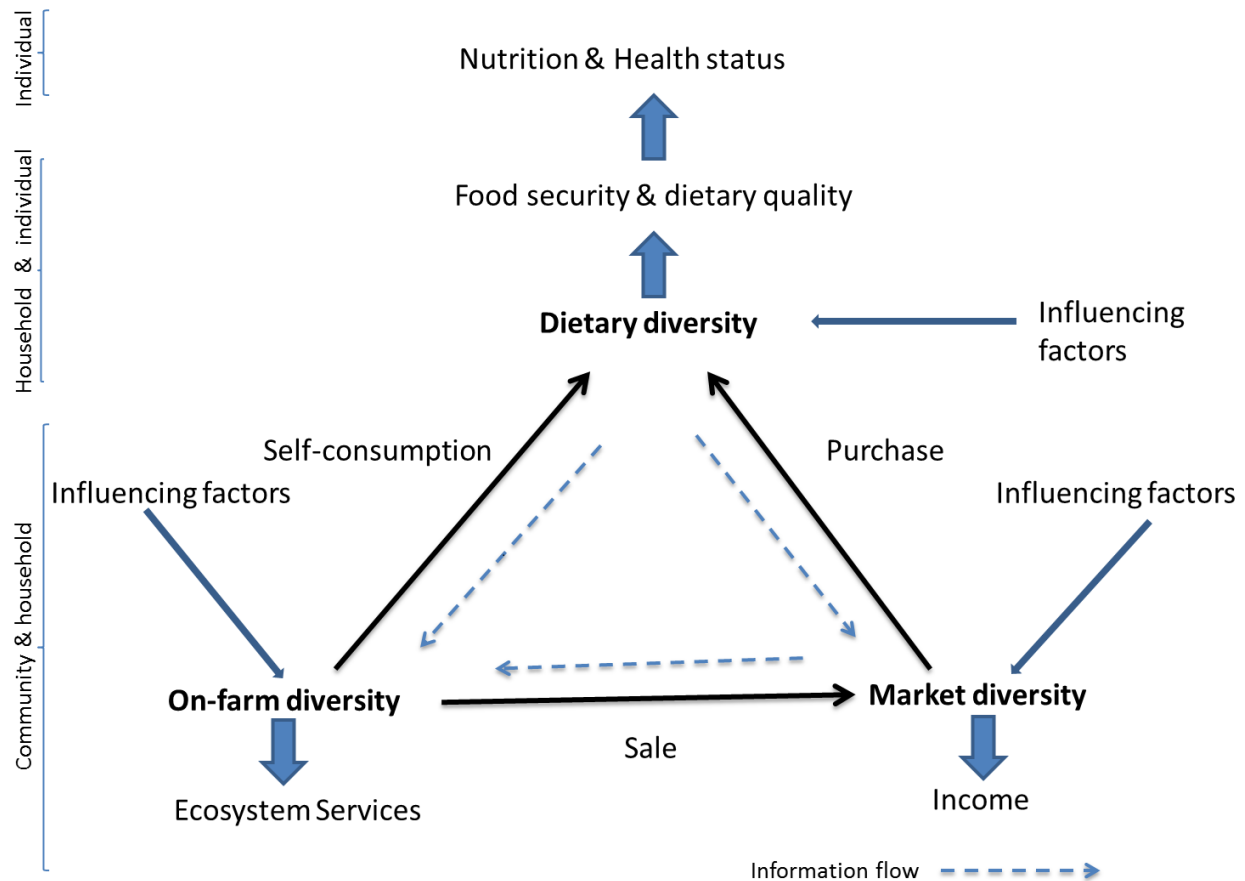 Individual
Nutrition & Health status
Household & individual
Food security & dietary quality
Dietary diversity
Influencing
factors
Community & household
Self-consumption
Purchase
Influencing factors
Influencing factors
On-farm diversity
Market diversity
Sale
Ecosystem Services
Income
Information flow